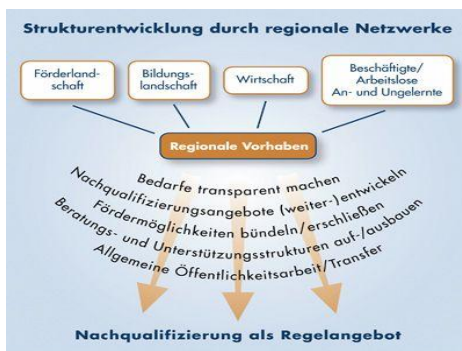 Strukturentwicklung durch regionale Netzwerke
Förderland-
schaft
Bildungs-
landschaft
Wirtschaft
Beschäftigte/
Arbeitslose
An- und Ungelernte
Regionale Vorhaben
Bedarfe transparent machen
Nachqualifizierungsangebote (weiter-)entwickeln
Fördermöglichkeiten bündeln/erschließen
Beratungs- und Unterstützungsstrukturen auf-/ausbauen
Allgemeine Öffentlichkeitsarbeit/Transfer
Nachqualifizierung als Regelangebot